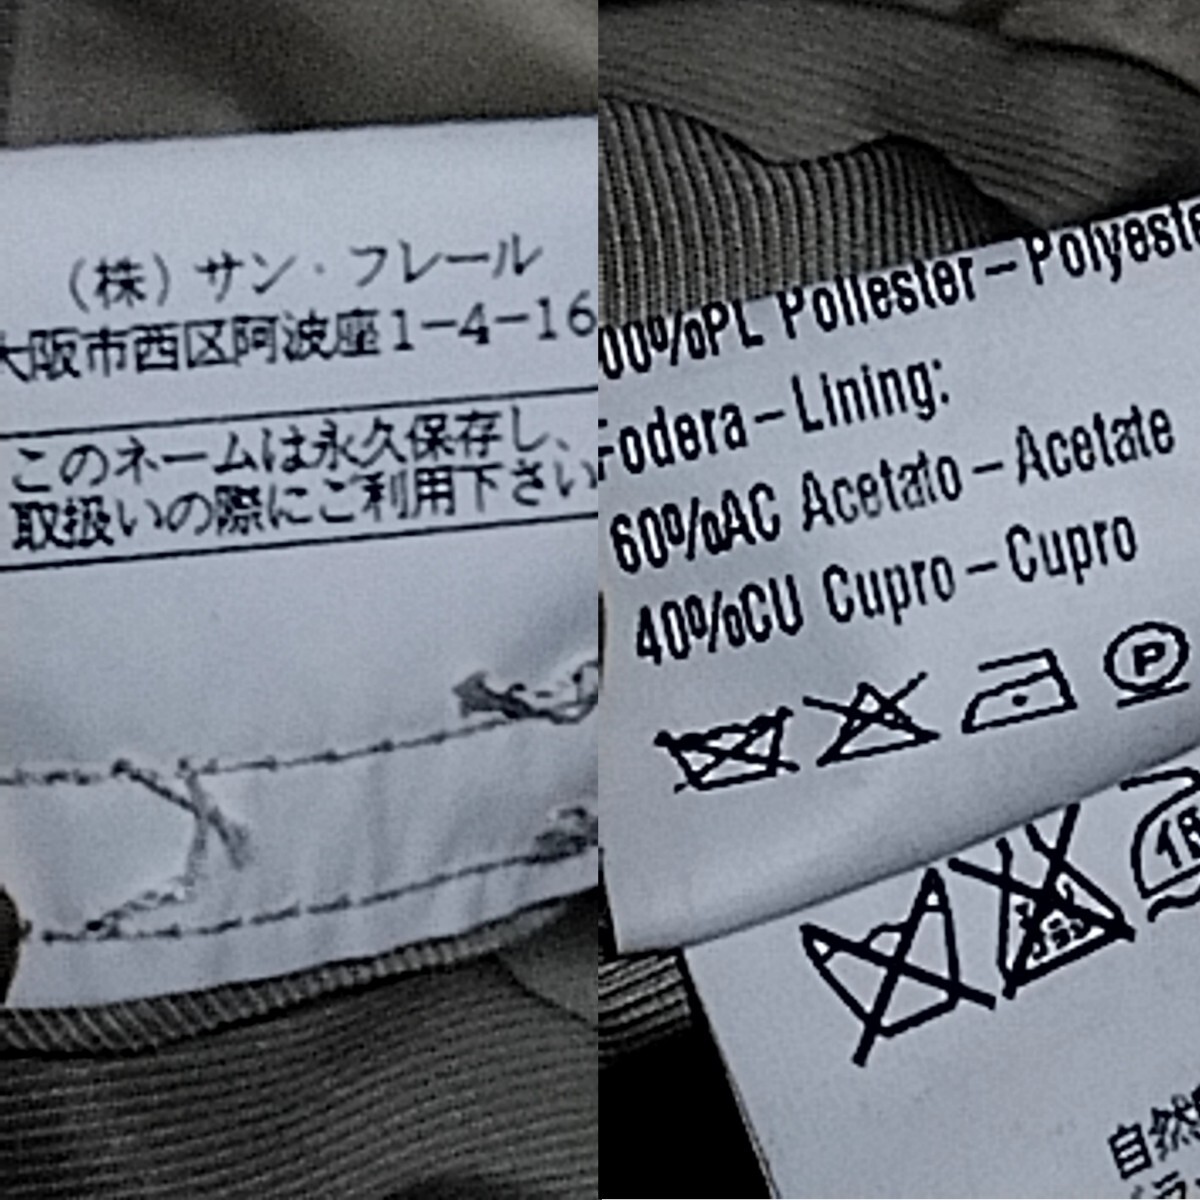 (株)サン・フレール
大阪市西区阿波座1-4-16
このネームは永久保存し、
取扱いの際にご利用下さい
00%PL Poliester-Polyeste
Fodera-Lining:
60%AC Acetato-Acetate
40%CU Cupro-Cupro
P
自然